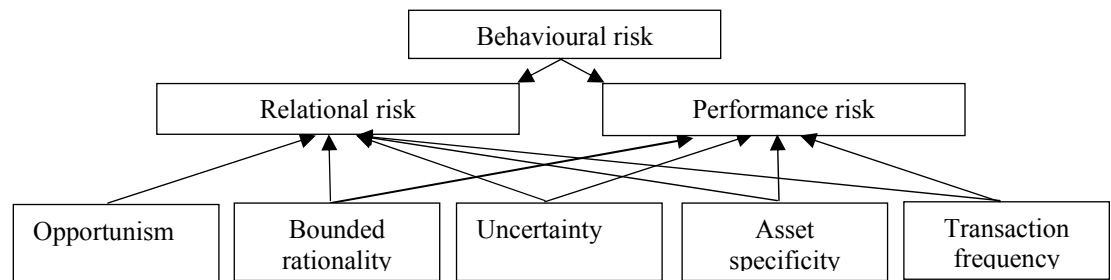 Behavioural risk
Relational risk
Performance risk
Opportunism
Bounded
rationality
Uncertainty
Asset
specificity
Transaction
frequency